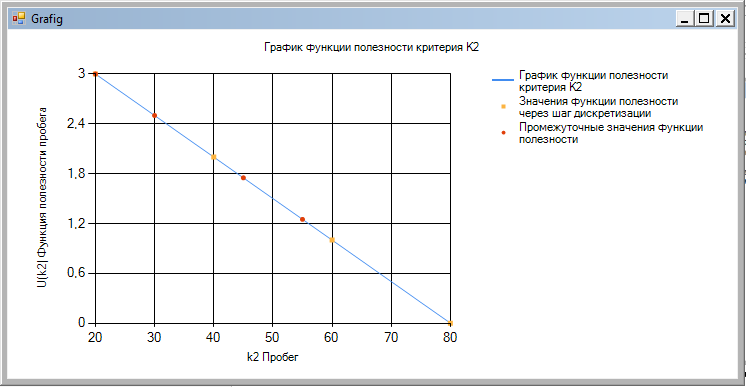 Grafig
График функции полезности критерия K2
U(k2| Функция полезности пробега
3
2,4
1,8
1,2
0,6
0
20 30 40 50 60 70 80
k2 Пробег
График функции полезности
критерия K2
Значения функции полезности
через шаг дискретизации
Промежуточные значения функции
полезности